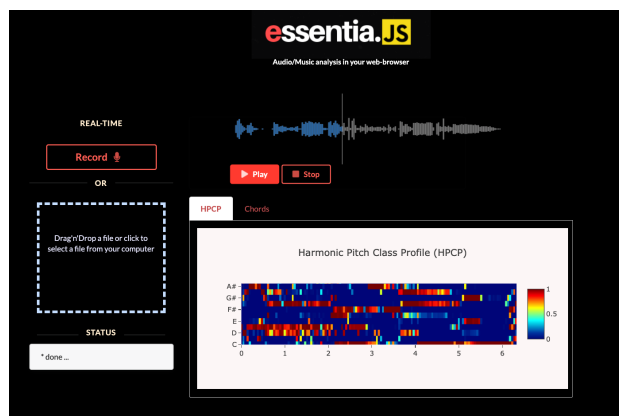 essentia.JS
Audio/Music analysis in your web-browser
REAL-TIME
Record
OR
Drag'n'Drop a file or click to
select a file from your computer
STATUS
* done ...
Play
Stop
HPCP
Chords
Harmonic Pitch Class Profile (HPCP)
A#
G#
F#
E
D
C
0 1 2 3 4 5 6
1
0.5
0